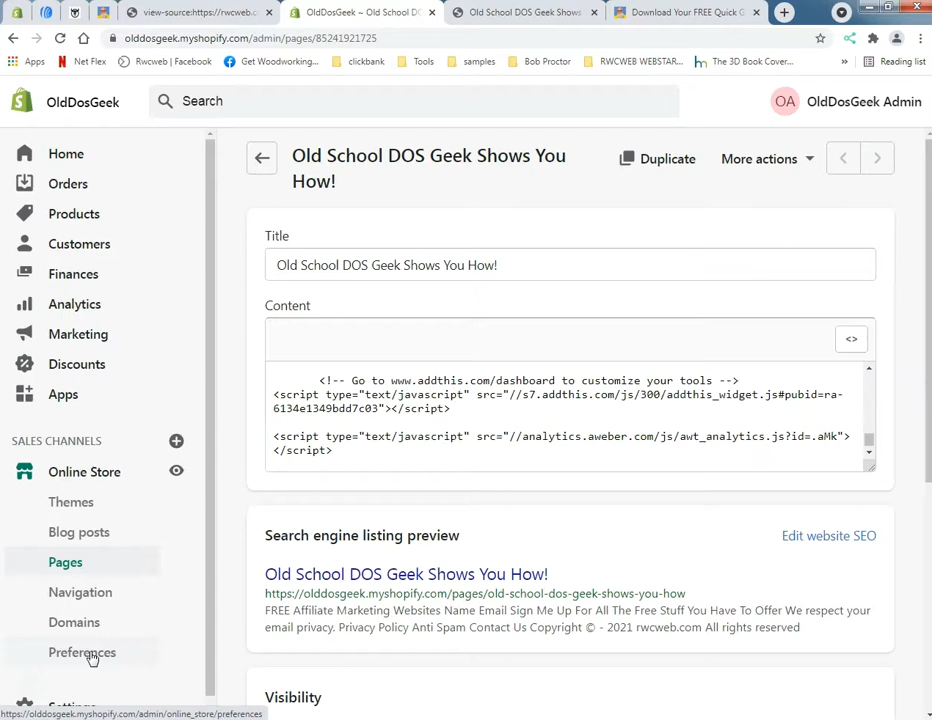 view-source:https://rwcweb.c
OldDosGeek ~ Old School D
Old School DOS Geek Shows
Download Your FREE Quick G
olddosgeek.myshopify.com/admin/pages/85241921725
Apps
Net Flex
Rwcweb | Facebook
Get Woodworking...
clickbank
Tools
samples
Bob Proctor
RWCWEB WEBSTAR...
The 3D Book Cover...
»
Reading list
OldDosGeek
Search
OA
OldDosGeek Admin
Home
Orders
Products
Customers
Finances
Analytics
Marketing
Discounts
Apps
SALES CHANNELS
Online Store
Themes
Blog posts
Pages
Navigation
Domains
Preferences
Settings
https://olddosgeek.myshopify.com/admin/online_store/preferences
Old School DOS Geek Shows You
How!
Duplicate
More actions
Title
Old School DOS Geek Shows You How!
Content
<>
<!-- Go to www.addthis.com/dashboard to customize your tools -->
<script type="text/javascript" src="//s7.addthis.com/js/300/addthis_widget.js#pubid=ra-
6134e1349bdd7c03"></script>
<script type="text/javascript" src="//analytics.aweber.com/js/awt_analytics.js?id=.aMk">
</script>
Search engine listing preview
Edit website SEO
Old School DOS Geek Shows You How!
https://olddosgeek.myshopify.com/pages/old-school-dos-geek-shows-you-how
FREE Affiliate Marketing Websites Name Email Sign Me Up For All The Free Stuff You Have To Offer We respect your
email privacy. Privacy Policy Anti Spam Contact Us Copyright © - 2021 rwcweb.com All rights reserved
Visibility